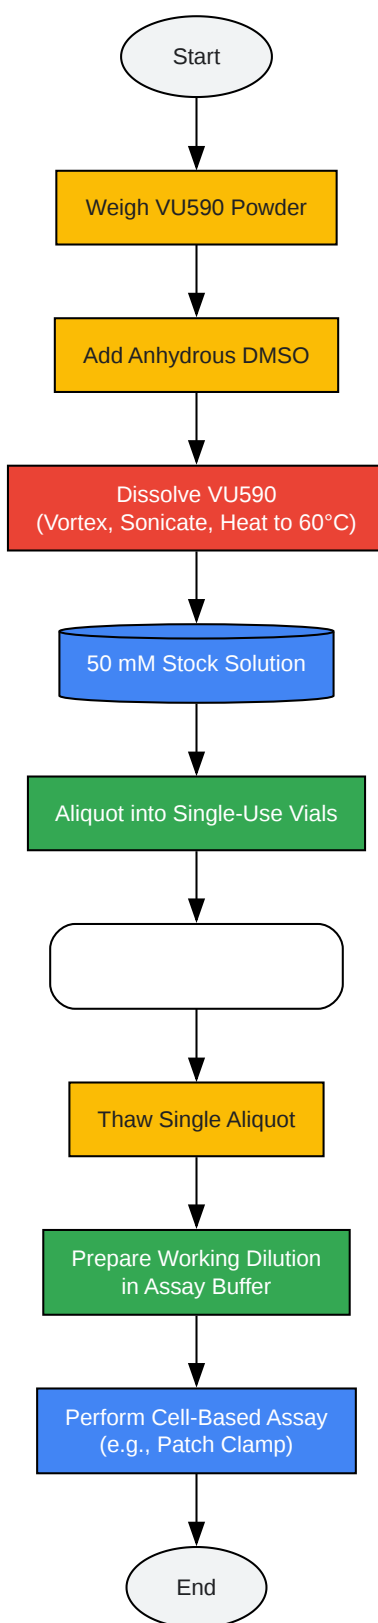 Start
Weigh VU590 Powder
Add Anhydrous DMSO
Dissolve VU590
(Vortex, Sonicate, Heat to 60°C)
50 mM Stock Solution
Aliquot into Single-Use Vials
Thaw Single Aliquot
Prepare Working Dilution
in Assay Buffer
Perform Cell-Based Assay
(e.g., Patch Clamp)
End